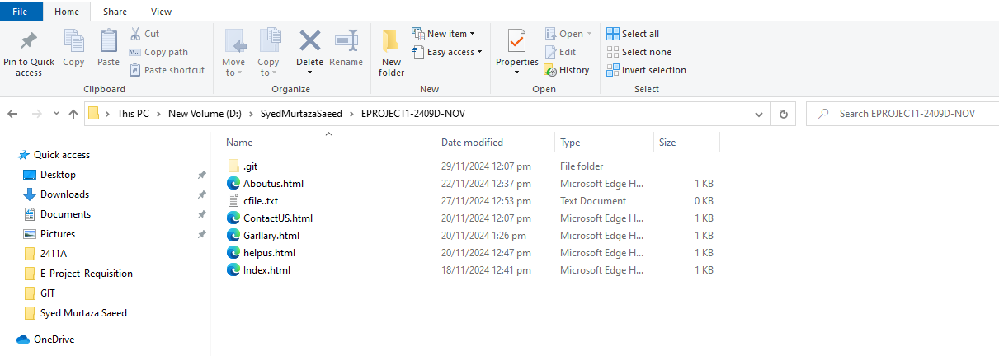 File Home Share View
Pin to Quick access
Copy
Paste
Cut
Copy path
Paste shortcut
Clipboard
Move to
Copy to
Delete
Rename
Organize
New folder
New item
Easy access
New
Properties
Open
Edit
History
Open
Select all
Select none
Invert selection
Select
This PC New Volume (D:) SyedMurtazaSaeed EPROJECT1-2409D-NOV
Search EPROJECT1-2409D-NOV
Quick access
Desktop
Downloads
Documents
Pictures
2411A
E-Project-Requisition
GIT
Syed Murtaza Saeed
OneDrive
Name Date modified Type Size
.git 29/11/2024 12:07 pm File folder
Aboutus.html 22/11/2024 12:37 pm Microsoft Edge H... 1 KB
cfile..txt 27/11/2024 12:53 pm Text Document 0 KB
ContactUS.html 20/11/2024 12:07 pm Microsoft Edge H... 1 KB
Garllary.html 20/11/2024 1:26 pm Microsoft Edge H... 1 KB
helpus.html 20/11/2024 12:47 pm Microsoft Edge H... 1 KB
Index.html 18/11/2024 12:41 pm Microsoft Edge H... 1 KB